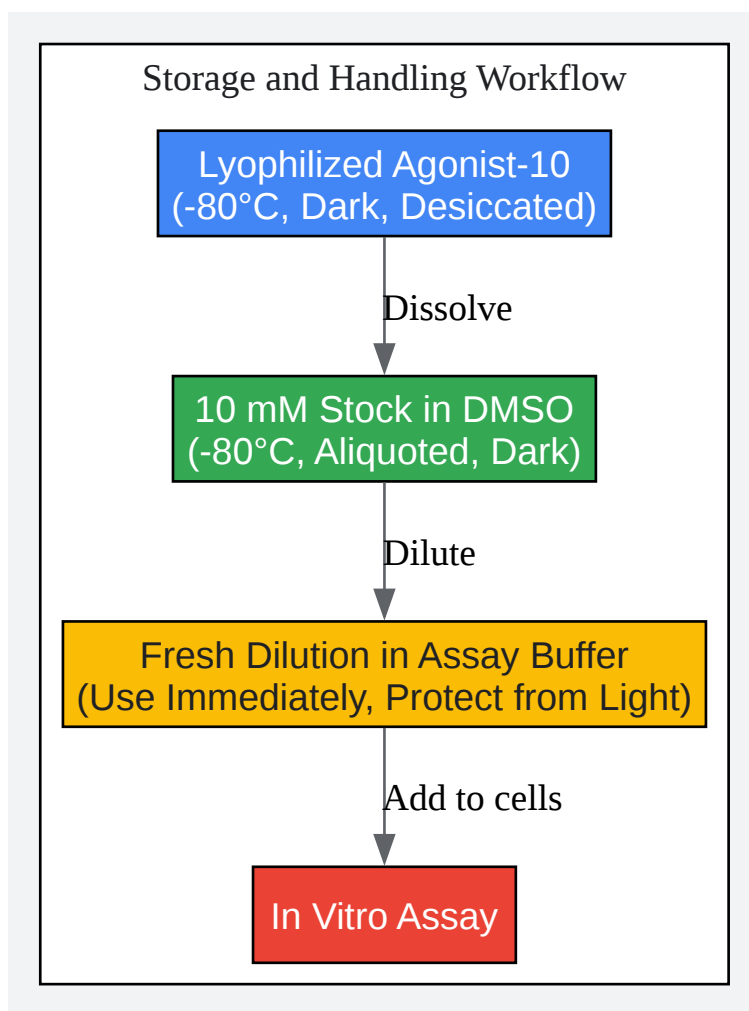 Storage and Handling Workflow
Lyophilized Agonist-10
(-80°C, Dark, Desiccated)
Dissolve
10 mM Stock in DMSO
(-80°C, Aliquoted, Dark)
Dilute
Fresh Dilution in Assay Buffer
(Use Immediately, Protect from Light)
Add to cells
In Vitro Assay